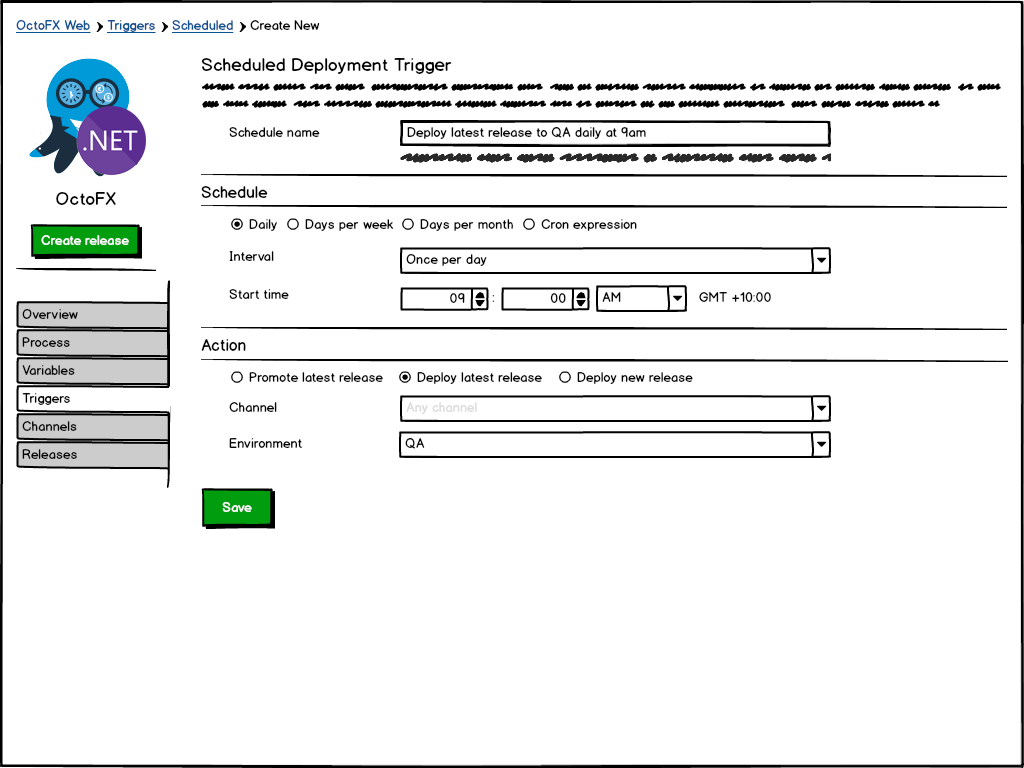 OctoFX Web Triggers Scheduled Create New
Scheduled Deployment Trigger
Schedule name Deploy latest release to QA daily at 9am
.NET
OctoFX
Create release
Overview
Process
Variables
Triggers
Channels
Releases
Schedule
Daily Days per week Days per month Cron expression
Interval Once per day
Start time 09 : 00 AM GMT +10:00
Action
Promote latest release Deploy latest release Deploy new release
Channel Any channel
Environment QA
Save